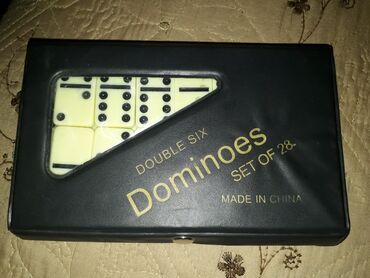 DOUBLE SIX
Dominoes
SET OF 28
MADE IN CHINA